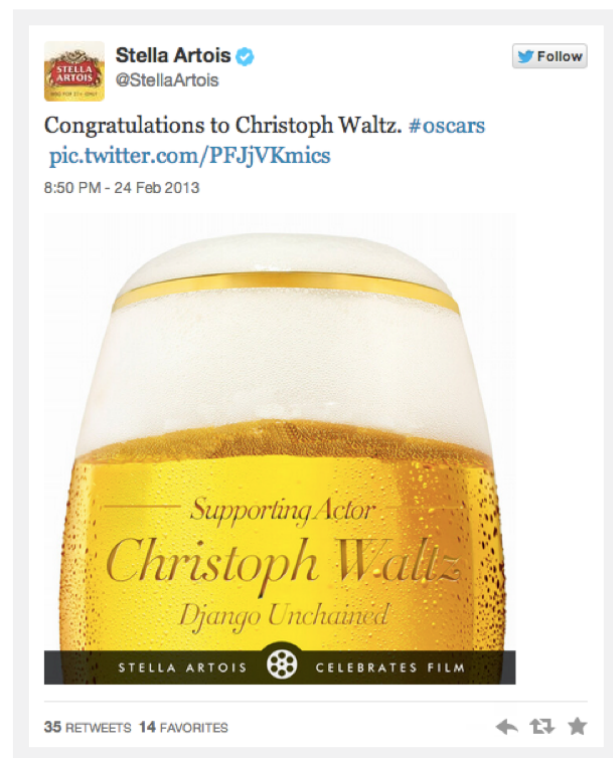 Stella Artois
@StellaArtois
Follow
STELLA
ARTOIS
Congratulations to Christoph Waltz. #oscars
pic.twitter.com/PFJjVKmics
8:50 PM - 24 Feb 2013
Supporting Actor
Christoph Waltz
Django Unchained
STELLA ARTOIS CELEBRATES FILM
35 RETWEETS 14 FAVORITES